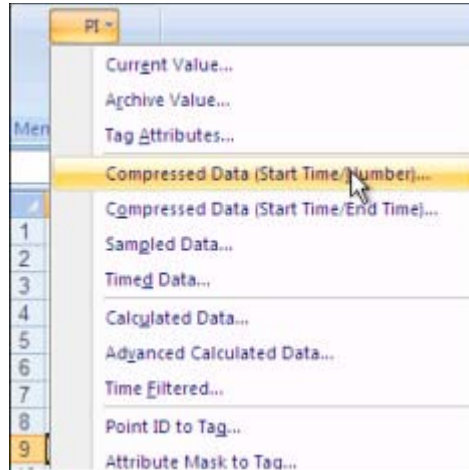 PI
Current Value...
Archive Value...
Men
Tag Attributes...
Compressed Data (Start Time/Number)...
Compressed Data (Start Time/End Time)...
1
Sampled Data...
2
Timed Data...
3
4
Calculated Data...
5
Advanced Calculated Data...
6
Time Filtered...
7
8
Point ID to Tag...
9
Attribute Mask to Tag...